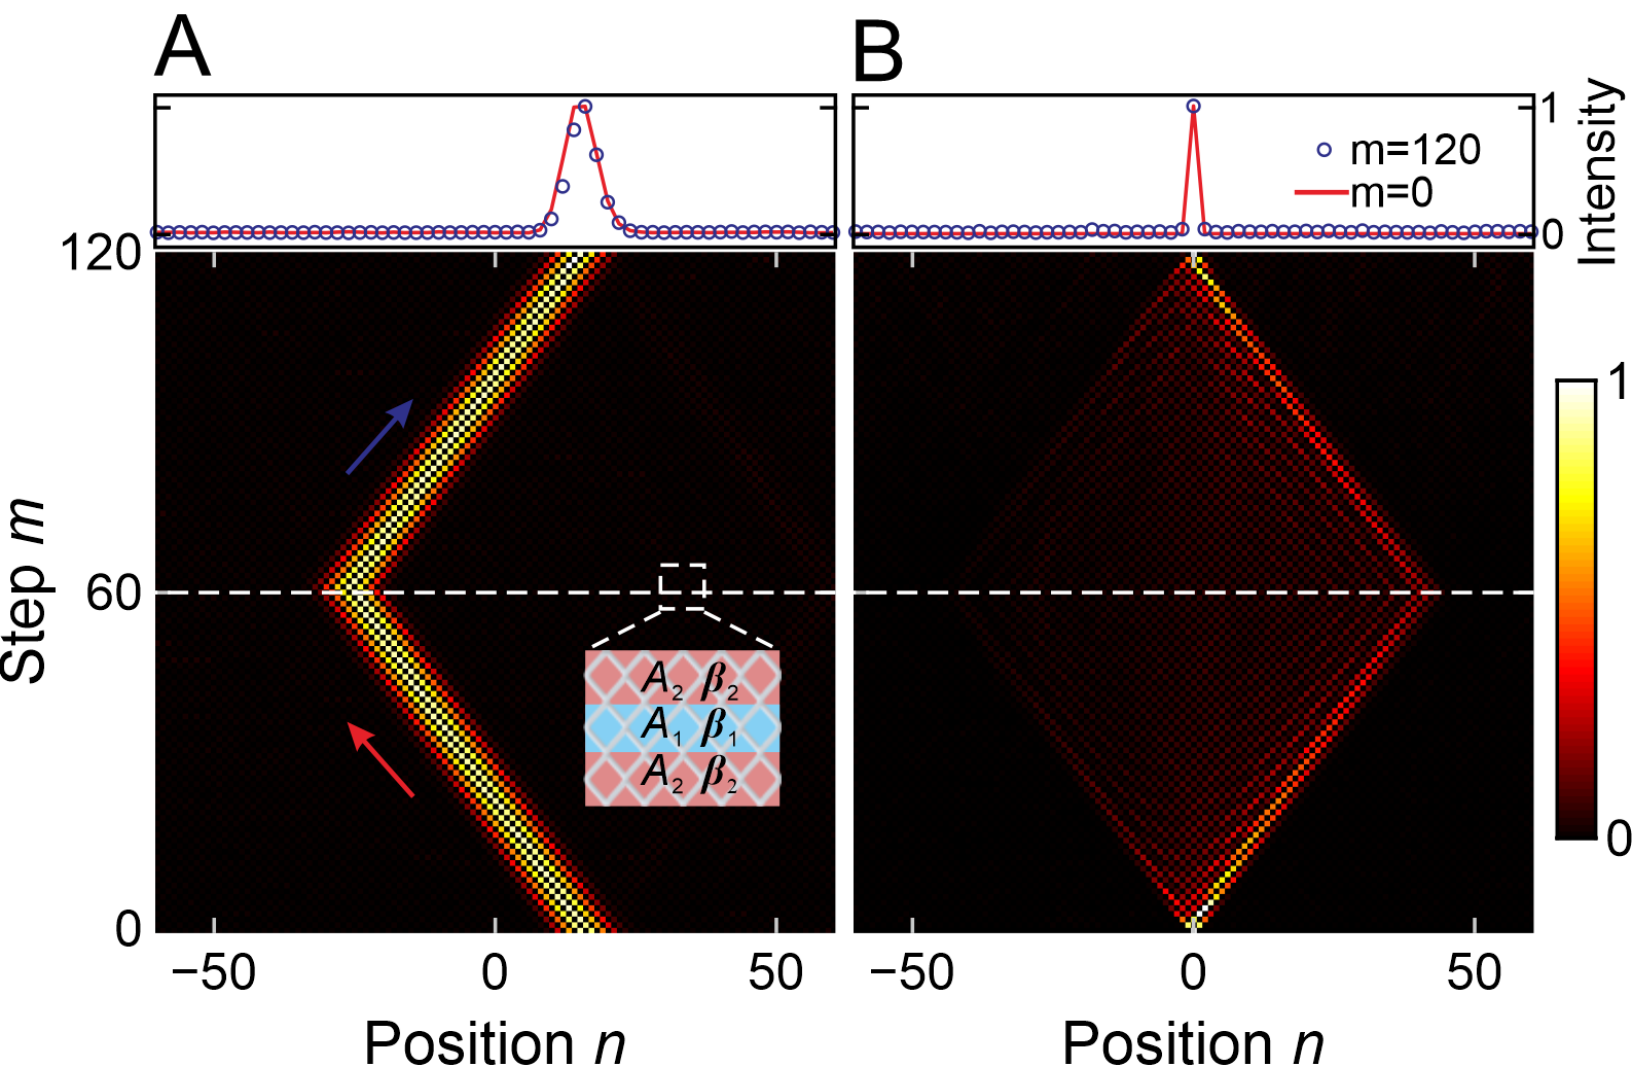 A
B
m=120
m=0
1
0
Intensity
120
60
0
Step m
A2 β2
A1 β1
A2 β2
1
0
−50
0
50
−50
0
50
Position n
Position n